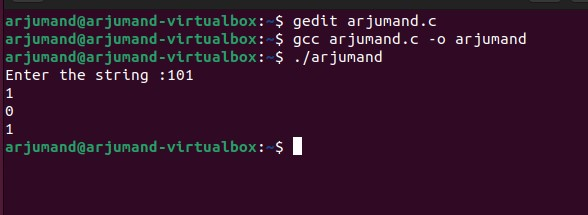 arjumand@arjumand-virtualbox:~$ gedit arjumand.c
arjumand@arjumand-virtualbox:~$ gcc arjumand.c -o arjumand
arjumand@arjumand-virtualbox:~$ ./arjumand
Enter the string :101
1
0
1
arjumand@arjumand-virtualbox:~$